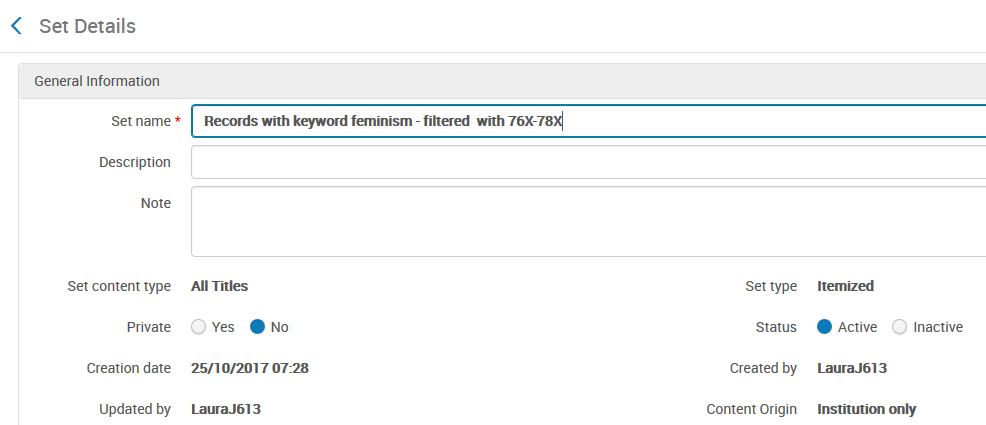 Set Details
General Information
Set name * Records with keyword feminism - filtered  with 76X-78X
Description
Note
Set content type All Titles Set type Itemized
Private Yes No Status Active Inactive
Creation date 25/10/2017 07:28 Created by LauraJ613
Updated by LauraJ613 Content Origin Institution only